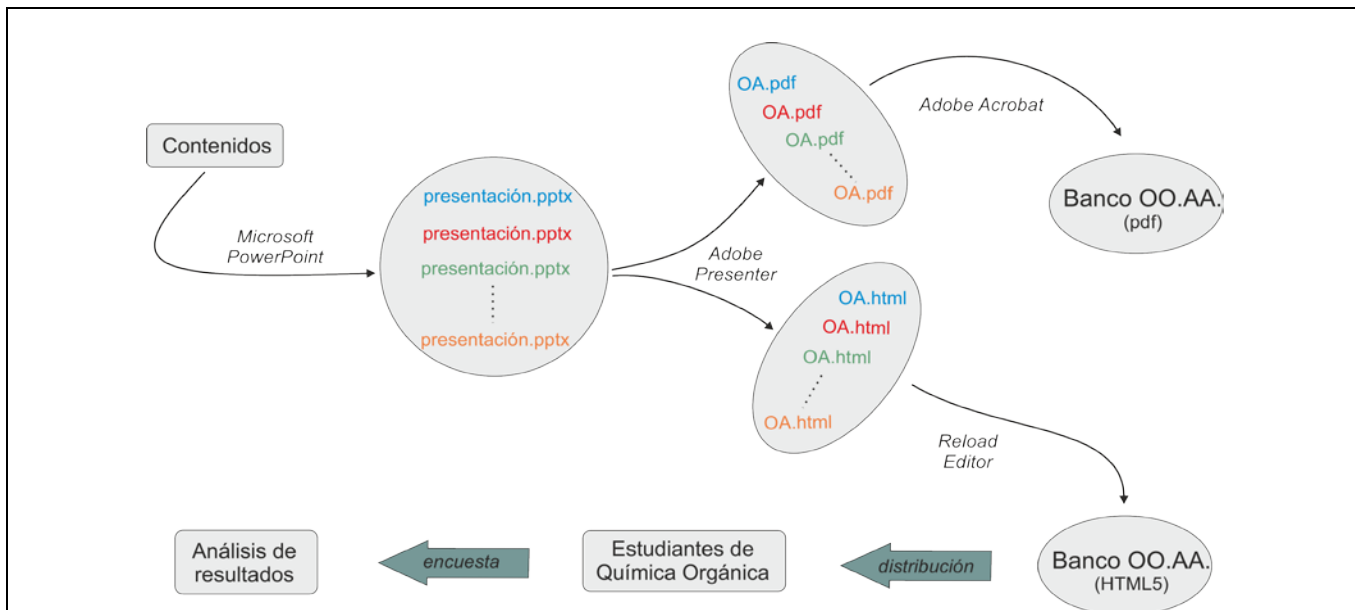 Contenidos
Microsoft
PowerPoint
presentación.pptx
presentación.pptx
presentación.pptx
presentación.pptx
Adobe
Presenter
OA.pdf
OA.pdf
OA.pdf
OA.pdf
Adobe Acrobat
Banco OO.AA.
(pdf)
OA.html
OA.html
OA.html
OA.html
Reload
Editor
Banco OO.AA.
(HTML5)
distribución
Estudiantes de
Química Orgánica
encuesta
Análisis de
resultados